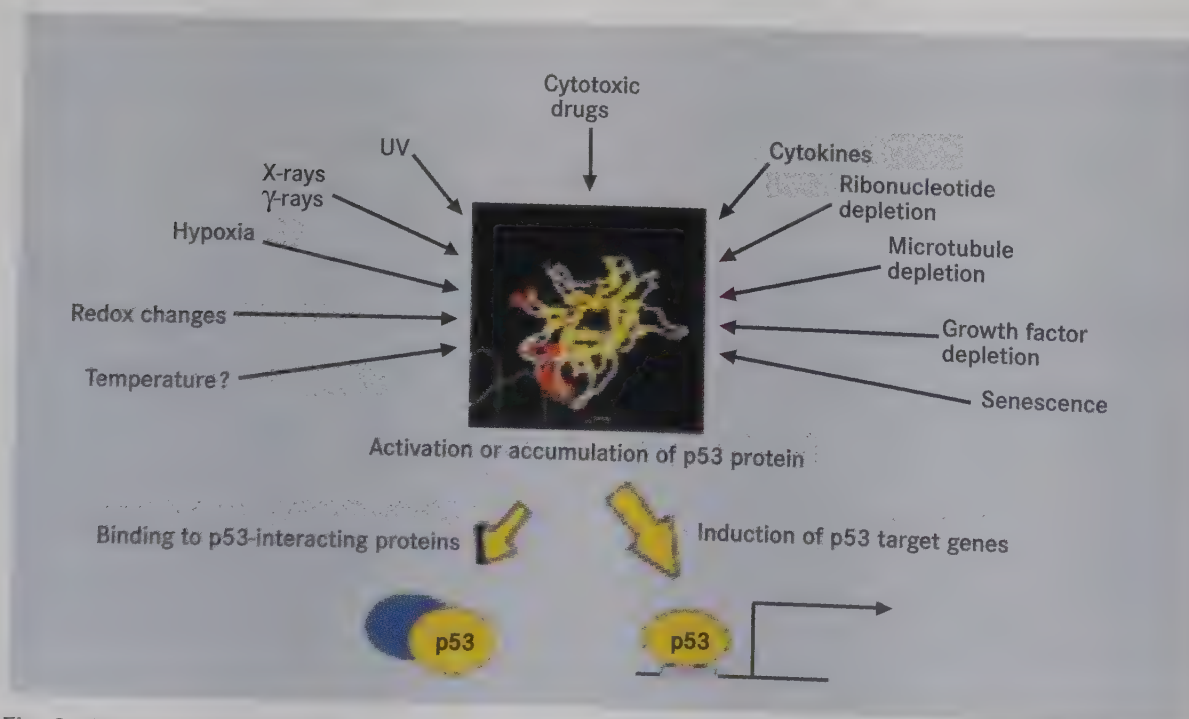 Cytotoxic
drugs
UV
Cytokines
X-rays
γ-rays
Ribonucleotide
depletion
Hypoxia
Microtubule
depletion
Redox changes
Growth factor
depletion
Temperature?
Senescence
Activation or accumulation of p53 protein
Binding to p53-interacting proteins
Induction of p53 target genes
p53
p53